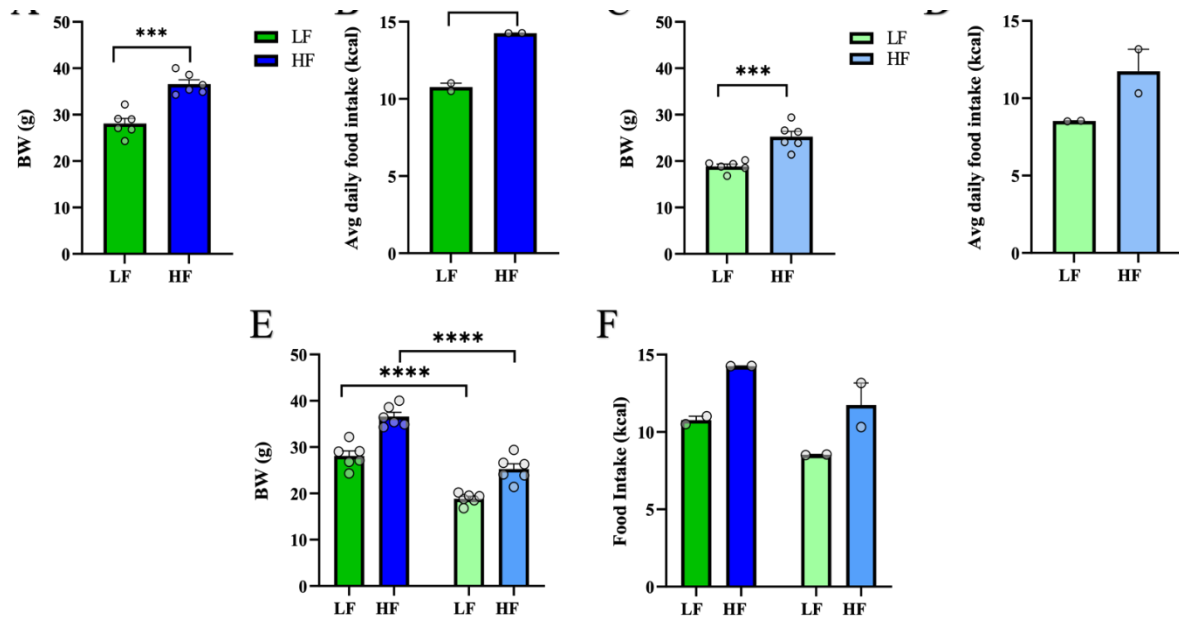 A
BW (g)
50
40
30
20
10
0
***
LF
HF
LF
HF
B
Avg daily food intake (kcal)
15
10
5
0
LF
HF
C
BW (g)
50
40
30
20
10
0
***
LF
HF
LF
HF
D
Avg daily food intake (kcal)
15
10
5
0
LF
HF
E
BW (g)
50
40
30
20
10
0
****
****
LF
HF
LF
HF
F
Food Intake (kcal)
15
10
15
0
LF
HF
LF
HF